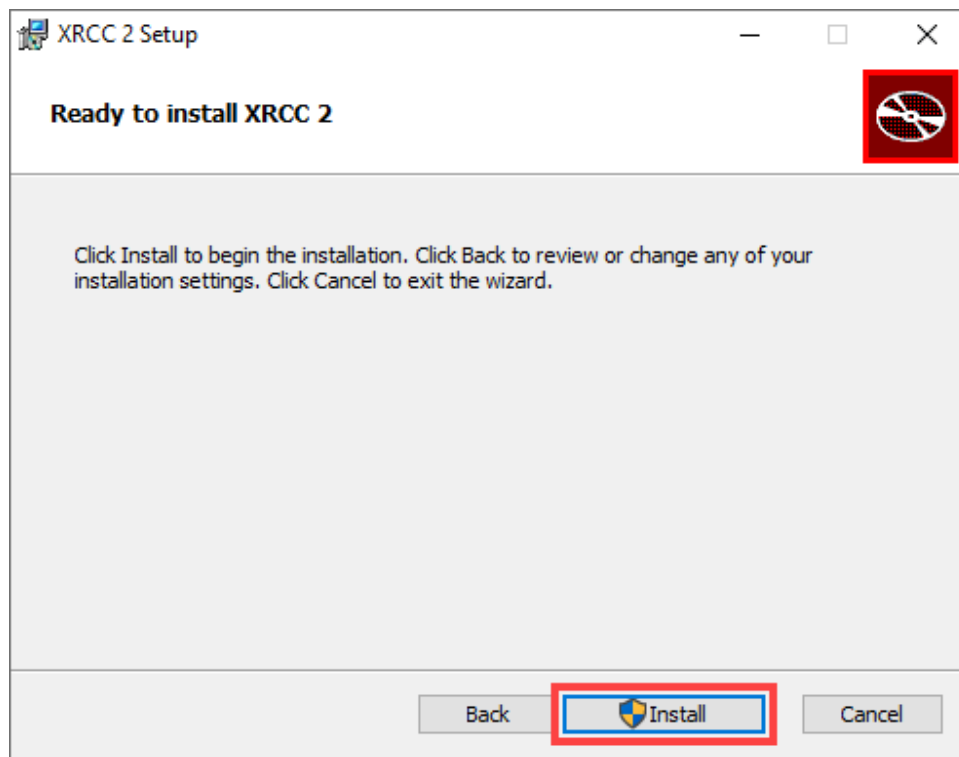 XRCC 2 Setup
Ready to install XRCC 2
Click Install to begin the installation. Click Back to review or change any of your
installation settings. Click Cancel to exit the wizard.
Back
Install
Cancel